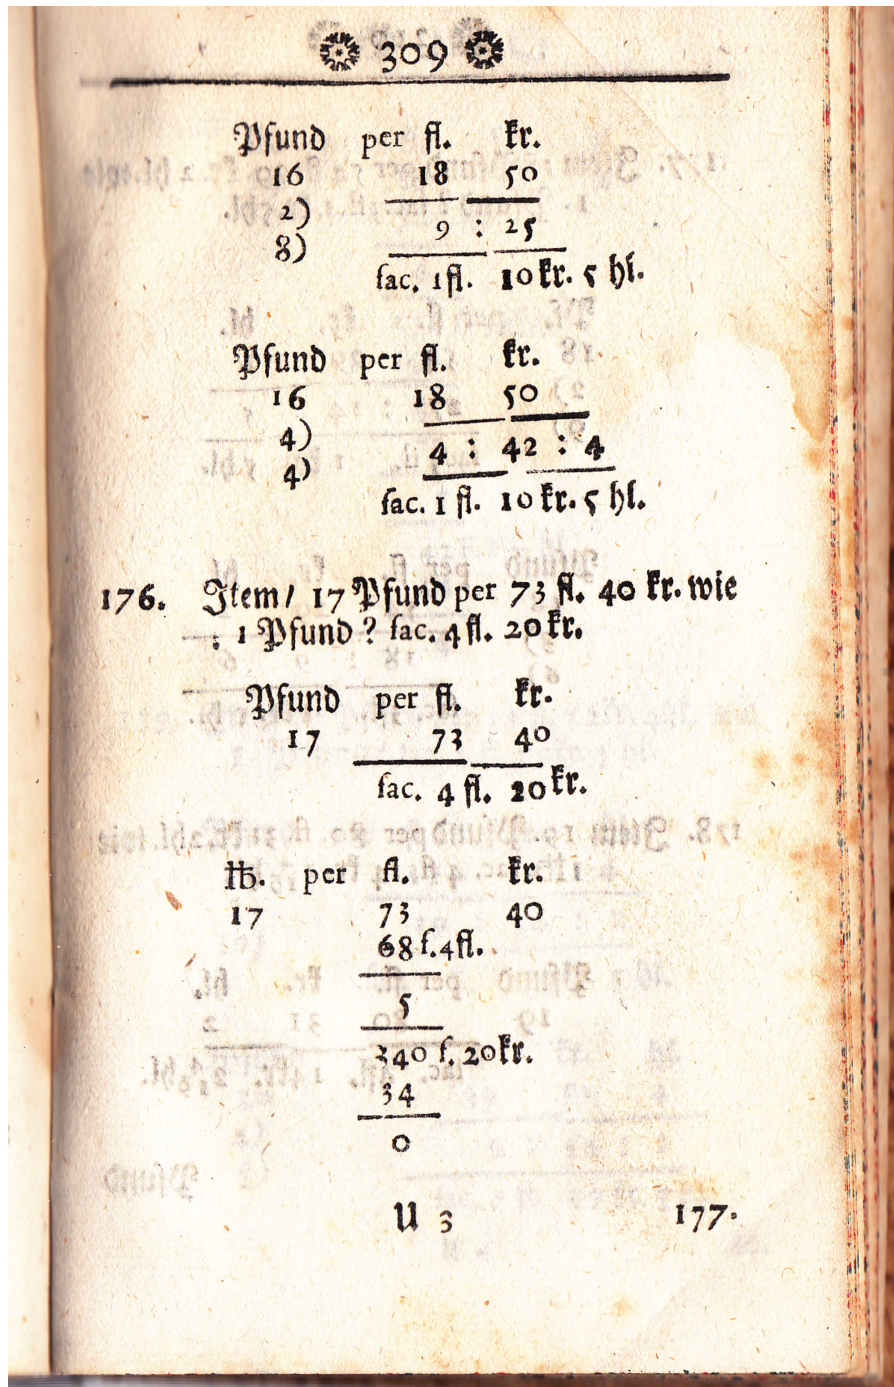 309
Pfund per fl. kr.
16 18 50
2)
9 : 25
8)
fac. 1 fl. 10 kr. 5 hl.
Pfund per fl. kr.
16 18 50
4)
4 : 42 : 4
4)
fac. 1 fl. 10 kr. 5 hl.
176. Item / 17 Pfund per 73 fl. 40 kr. wie
1 Pfund ? fac. 4 fl. 20 kr.
Pfund per fl. kr.
17 73 40
fac. 4 fl. 20 kr.
℔. per fl. kr.
17 73 40
68 f. 4 fl.
5
340 f. 20 kr.
34
0
U 3 177.